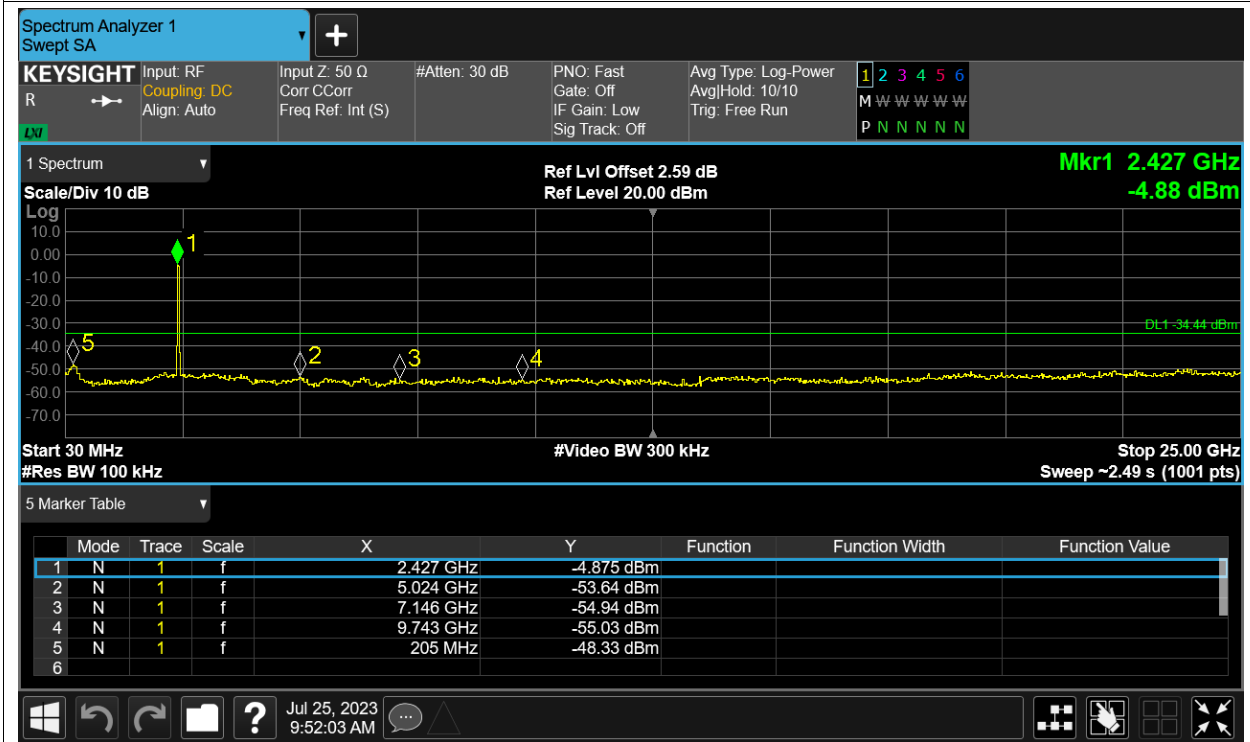 Spectrum Analyzer 1
Swept SA
KEYSIGHT
R
LXI
Input: RF
Coupling: DC
Align: Auto
Input Z: 50 Ω
Corr CCorr
Freq Ref: Int (S)
#Atten: 30 dB
PNO: Fast
Gate: Off
IF Gain: Low
Sig Track: Off
Avg Type: Log-Power
Avg|Hold: 10/10
Trig: Free Run
1 2 3 4 5 6
M W W W W W
P N N N N N
1 Spectrum
Scale/Div 10 dB
Ref Lvl Offset 2.59 dB
Ref Level 20.00 dBm
Mkr1 2.427 GHz
-4.88 dBm
Log
10.0
0.00
-10.0
-20.0
-30.0
-40.0
-50.0
-60.0
-70.0
1
5
2
3
4
DL1 -34.44 dBm
Start 30 MHz
#Video BW 300 kHz
Stop 25.00 GHz
#Res BW 100 kHz
Sweep ~2.49 s (1001 pts)
5 Marker Table
Mode Trace Scale X Y Function Function Width Function Value
1 N 1 f 2.427 GHz -4.875 dBm
2 N 1 f 5.024 GHz -53.64 dBm
3 N 1 f 7.146 GHz -54.94 dBm
4 N 1 f 9.743 GHz -55.03 dBm
5 N 1 f 205 MHz -48.33 dBm
6
?
Jul 25, 2023
9:52:03 AM